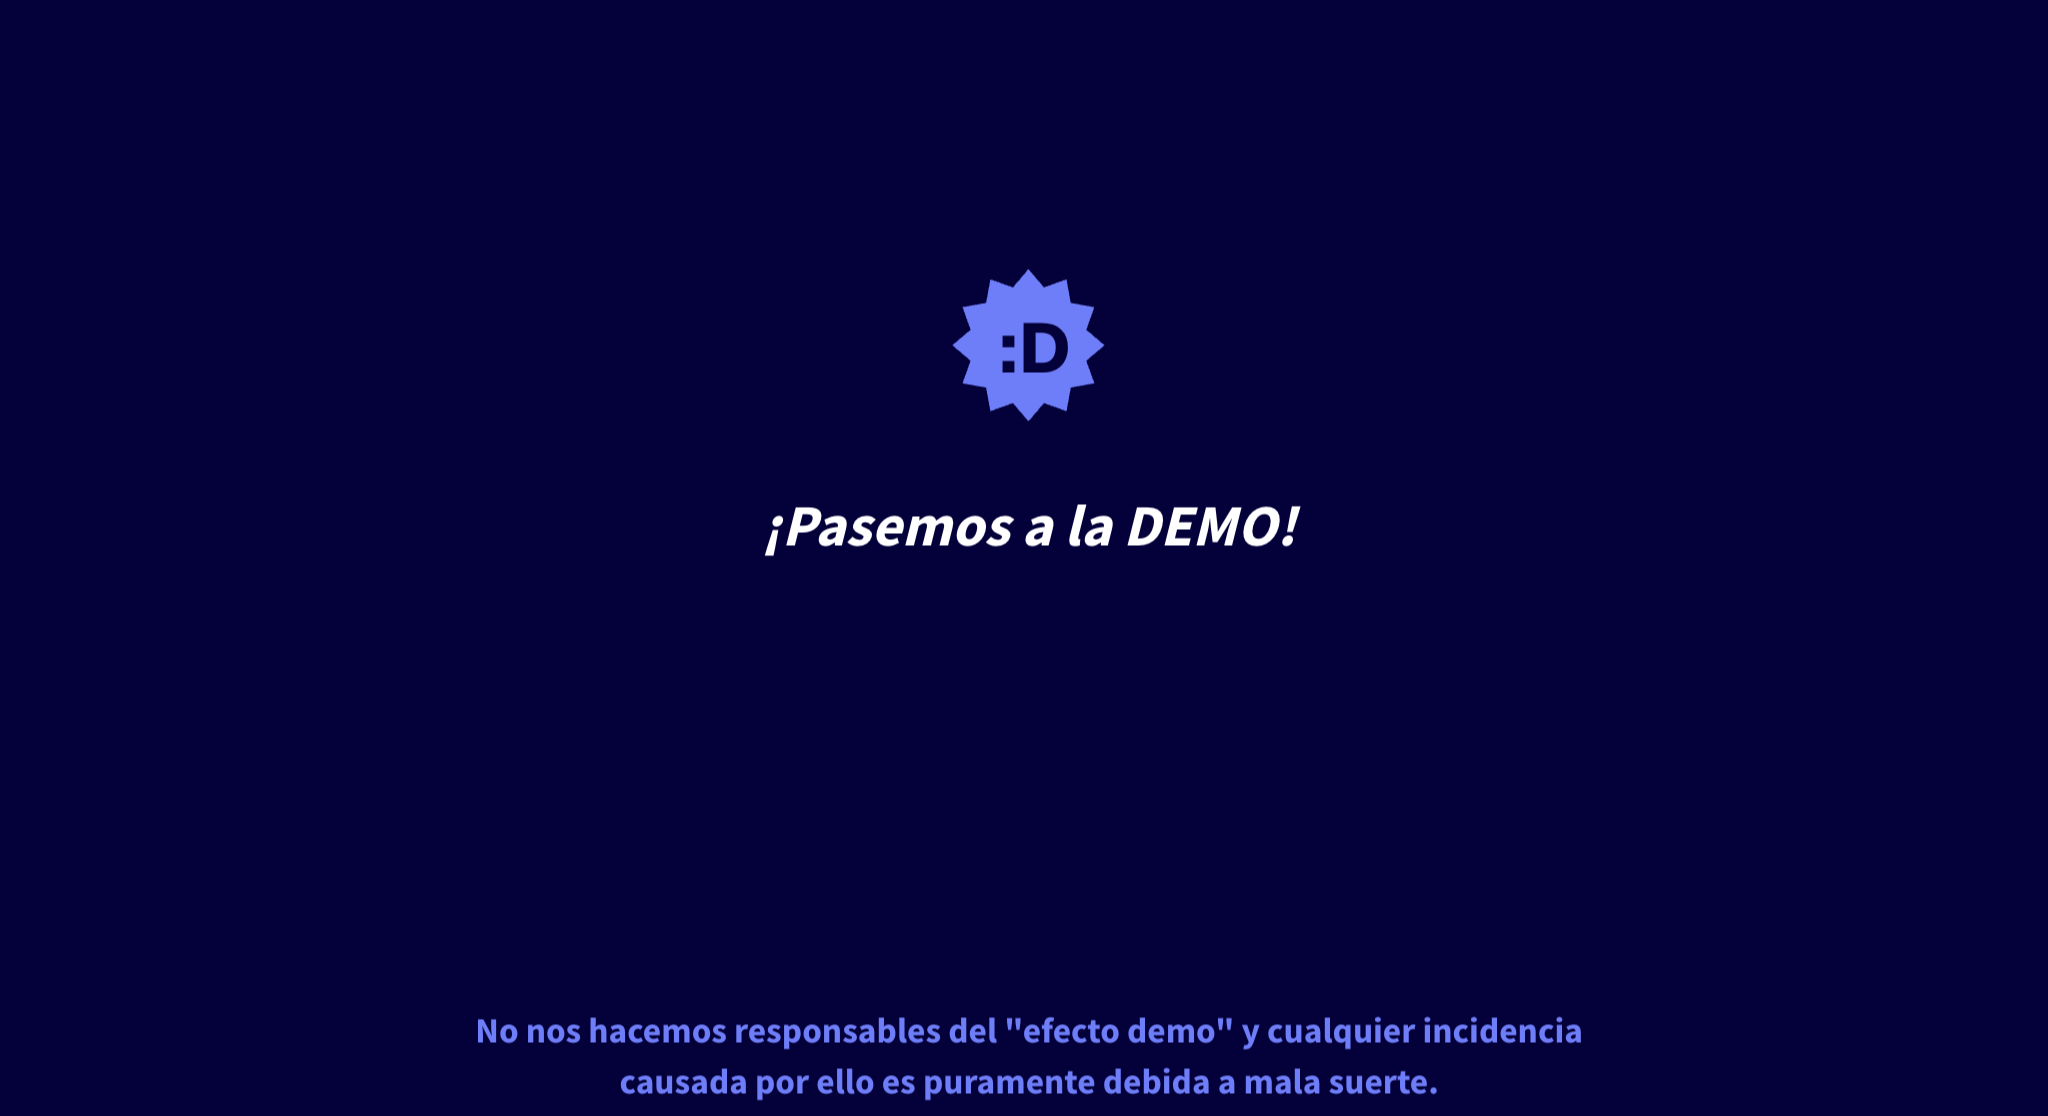 :D
¡Pasemos a la DEMO!
No nos hacemos responsables del "efecto demo" y cualquier incidencia
causada por ello es puramente debida a mala suerte.